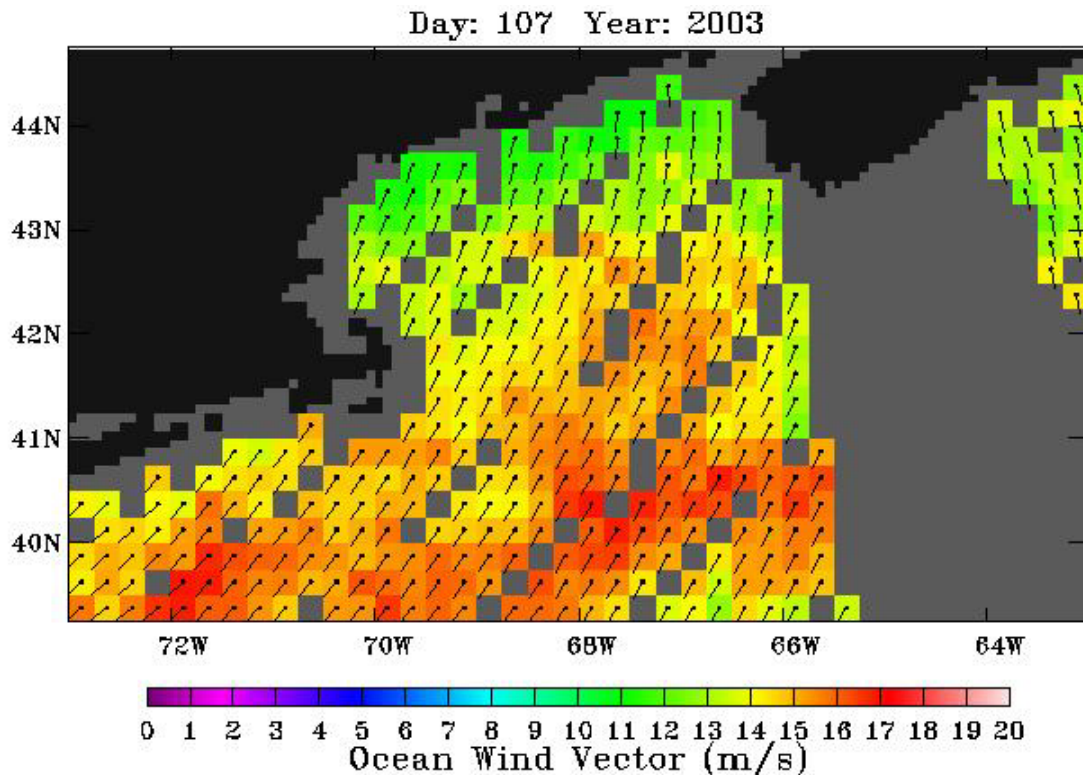 Day: 107 Year: 2003
44N
43N
42N
41N
40N
72W 70W 68W 66W 64W
0 1 2 3 4 5 6 7 8 9 10 11 12 13 14 15 16 17 18 19 20
Ocean Wind Vector (m/s)